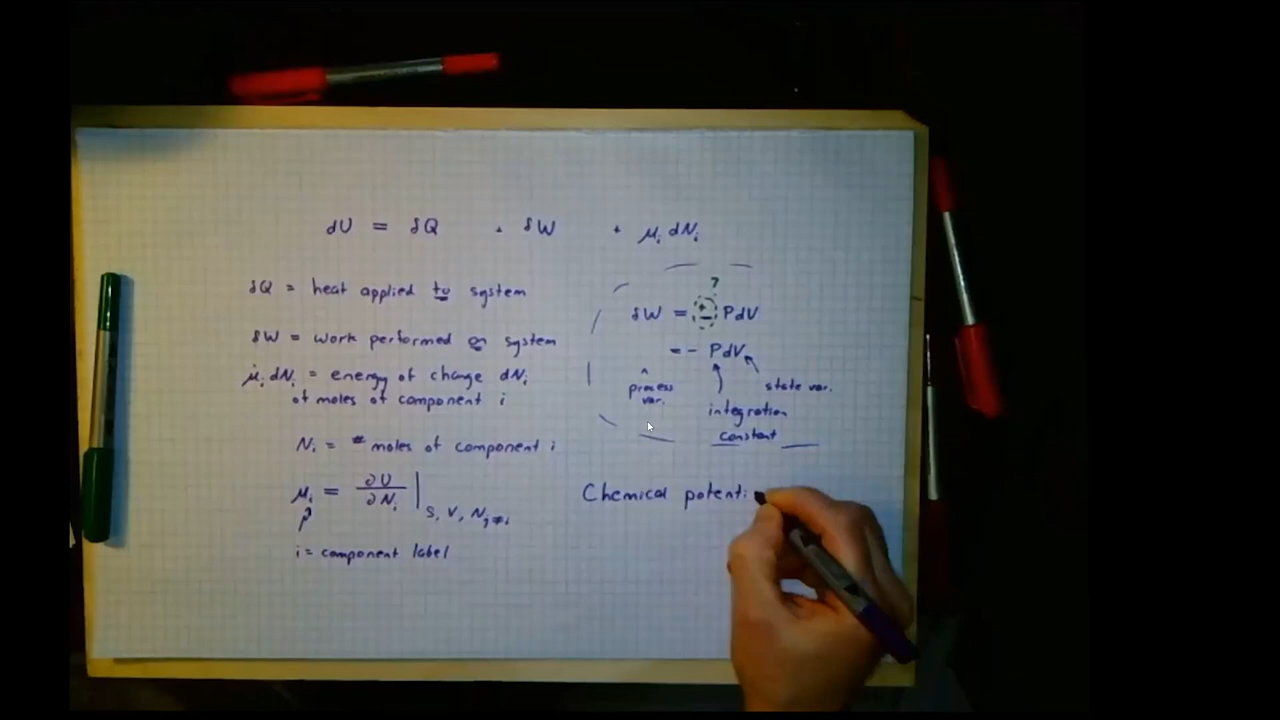 dU = δQ + δW + μᵢ dNᵢ
δQ = heat applied to system
δW = work performed on system
μᵢ dNᵢ = energy of change dNᵢ
of moles of component i
Nᵢ = # moles of component i
μᵢ = ∂U/∂Nᵢ | S, V, Nⱼ≠ᵢ
i = component label
?
δW = ± PdV
= - PdV
process
var.
state var.
integration
constant
Chemical potenti